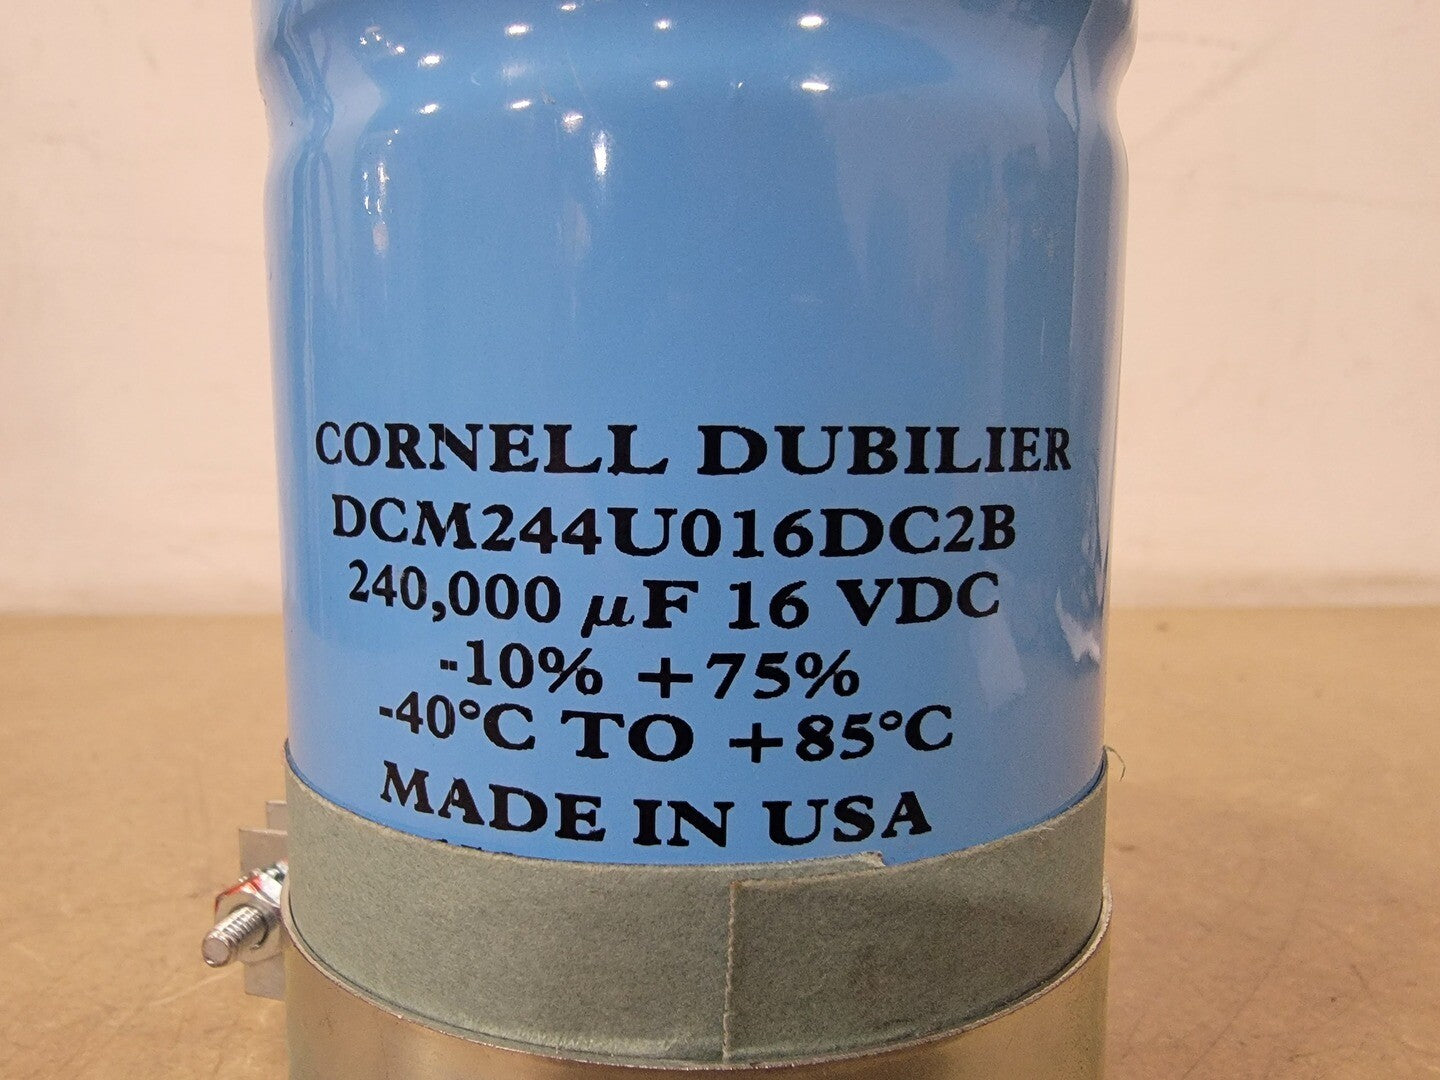 CORNELL DUBILIER
DCM244U016DC2B
240,000 µF 16 VDC
-10% +75%
-40°C TO +85°C
MADE IN USA